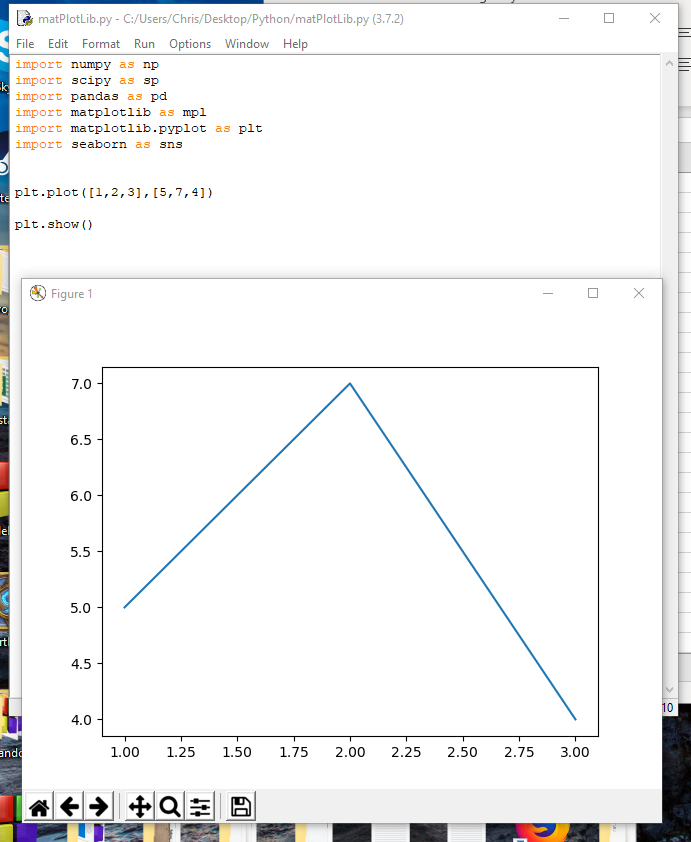 matPlotLib.py - C:/Users/Chris/Desktop/Python/matPlotLib.py (3.7.2)
File Edit Format Run Options Window Help
import numpy as np
import scipy as sp
import pandas as pd
import matplotlib as mpl
import matplotlib.pyplot as plt
import seaborn as sns
plt.plot([1,2,3],[5,7,4])
plt.show()
Figure 1
7.0
6.5
6.0
5.5
5.0
4.5
4.0
1.00 1.25 1.50 1.75 2.00 2.25 2.50 2.75 3.00
10